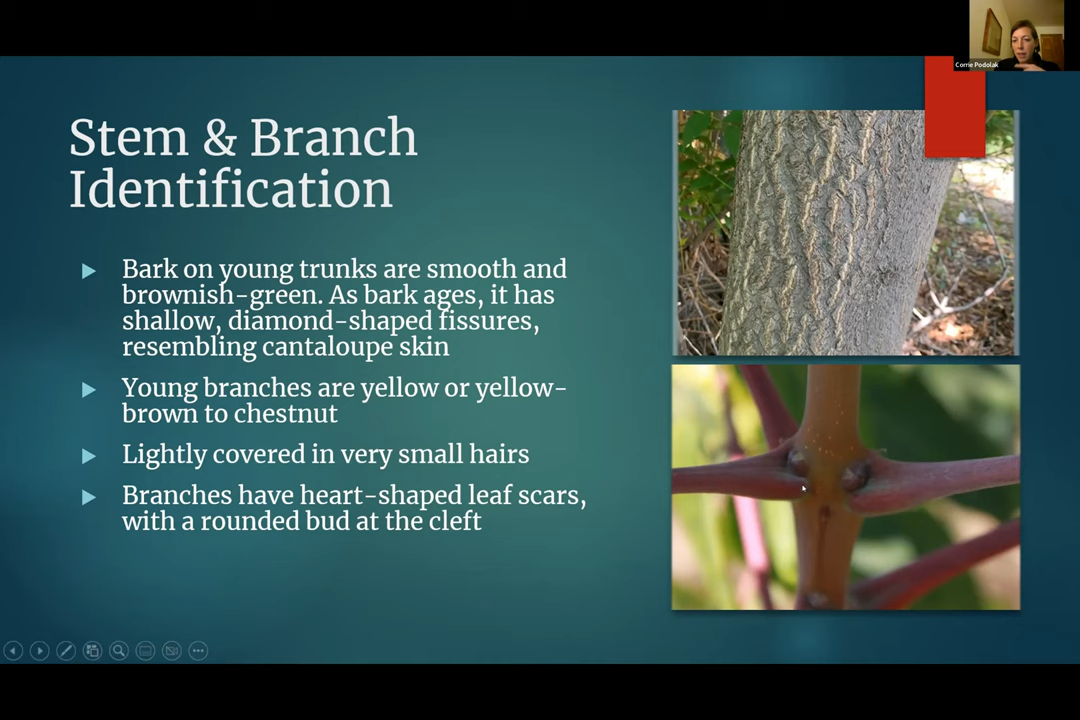 Corrie Podolak
Stem & Branch
Identification
Bark on young trunks are smooth and
brownish-green. As bark ages, it has
shallow, diamond-shaped fissures,
resembling cantaloupe skin
Young branches are yellow or yellow-
brown to chestnut
Lightly covered in very small hairs
Branches have heart-shaped leaf scars,
with a rounded bud at the cleft